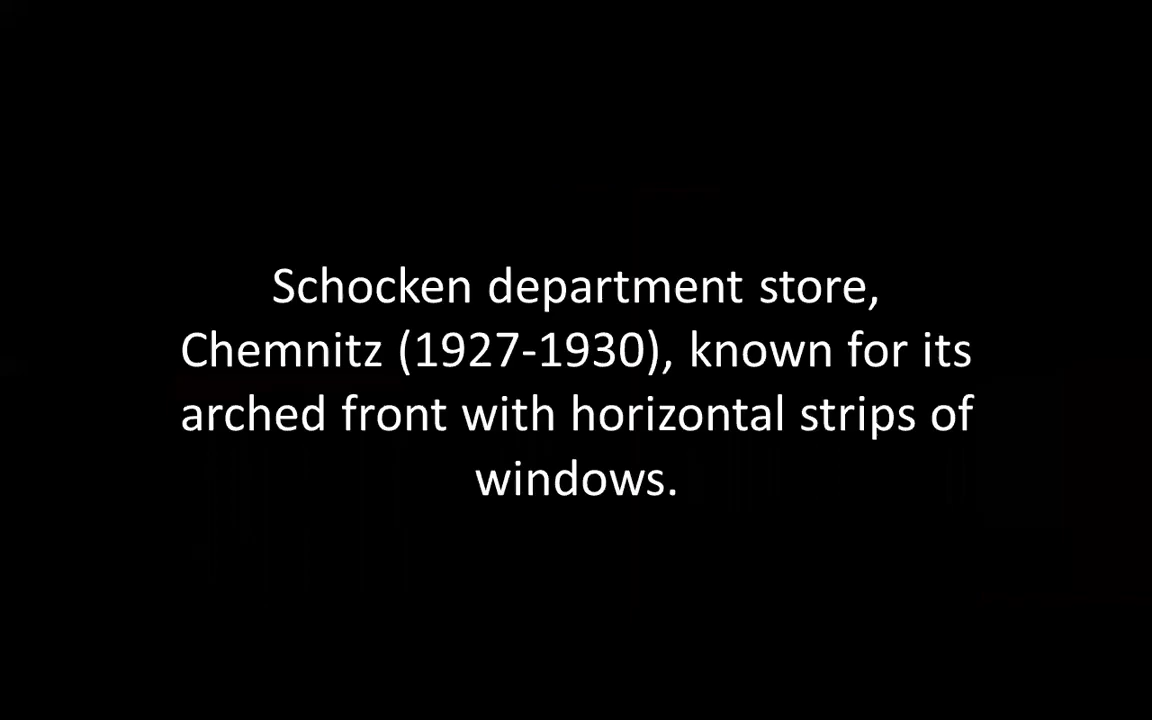 Schocken department store,
Chemnitz (1927-1930), known for its
arched front with horizontal strips of
windows.